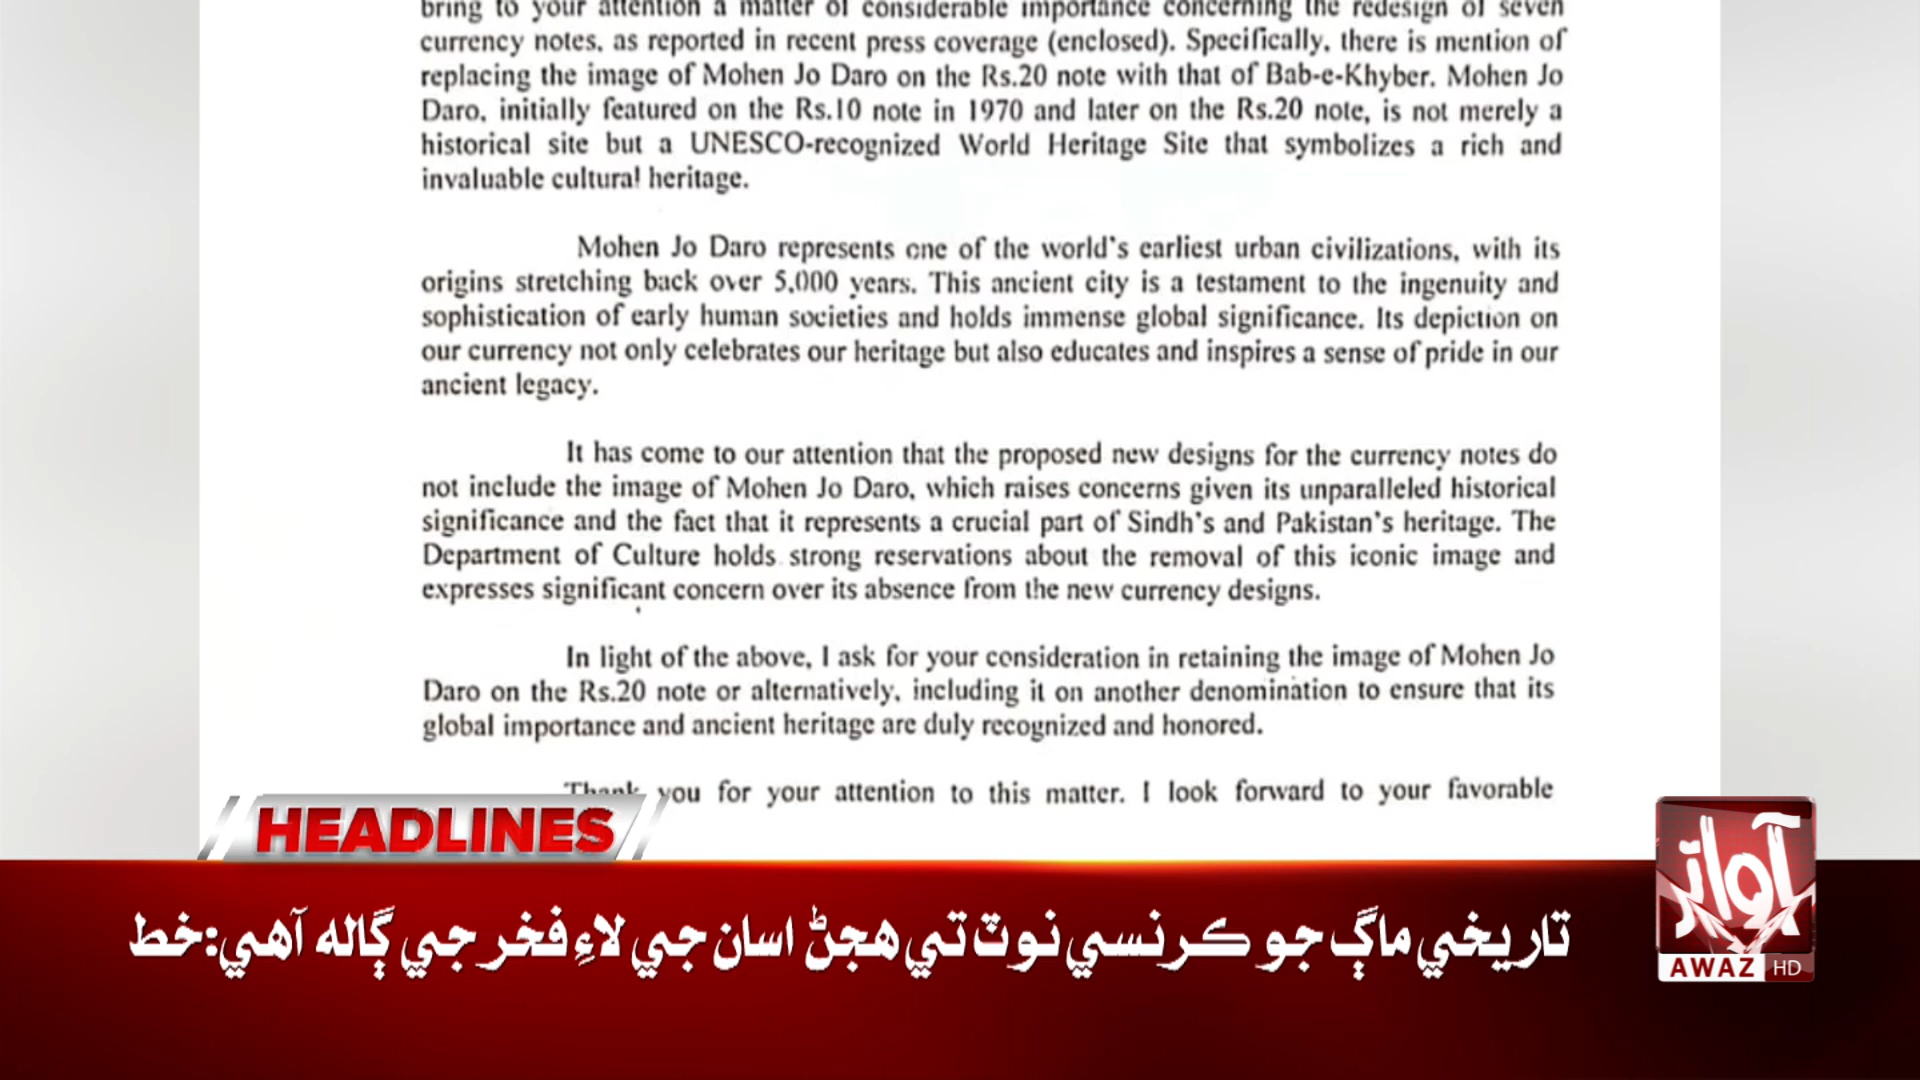 bring to your attention a matter of considerable importance concerning the redesign of seven
currency notes, as reported in recent press coverage (enclosed). Specifically, there is mention of
replacing the image of Mohen Jo Daro on the Rs.20 note with that of Bab-e-Khyber. Mohen Jo
Daro, initially featured on the Rs.10 note in 1970 and later on the Rs.20 note, is not merely a
historical site but a UNESCO-recognized World Heritage Site that symbolizes a rich and
invaluable cultural heritage.
Mohen Jo Daro represents one of the world's earliest urban civilizations, with its
origins stretching back over 5,000 years. This ancient city is a testament to the ingenuity and
sophistication of early human societies and holds immense global significance. Its depiction on
our currency not only celebrates our heritage but also educates and inspires a sense of pride in our
ancient legacy.
It has come to our attention that the proposed new designs for the currency notes do
not include the image of Mohen Jo Daro, which raises concerns given its unparalleled historical
significance and the fact that it represents a crucial part of Sindh's and Pakistan's heritage. The
Department of Culture holds strong reservations about the removal of this iconic image and
expresses significant concern over its absence from the new currency designs.
In light of the above, I ask for your consideration in retaining the image of Mohen Jo
Daro on the Rs.20 note or alternatively, including it on another denomination to ensure that its
global importance and ancient heritage are duly recognized and honored.
Thank you for your attention to this matter. I look forward to your favorable
HEADLINES
تاريخي ماڳ جو ڪرنسي نوٽ تي هجڻ اسان جي لاءِ فخر جي ڳالهه آهي:خط
آواز
AWAZ HD